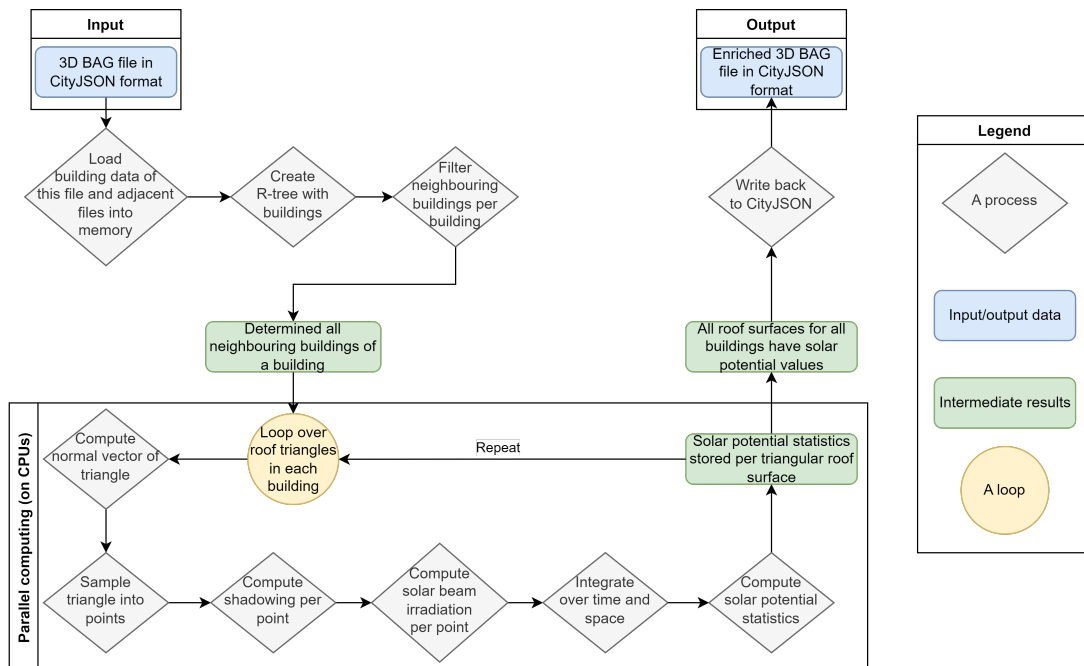 Input
3D BAG file in
CityJSON format
Load
building data of
this file and adjacent
files into
memory
Create
R-tree with
buildings
Filter
neighbouring
buildings per
building
Determined all
neighbouring buildings of
a building
Output
Enriched 3D BAG
file in CityJSON
format
Write back
to CityJSON
All roof surfaces for all
buildings have solar
potential values
Parallel computing (on CPUs)
Loop over
roof triangles
in each
building
Repeat
Solar potential statistics
stored per triangular roof
surface
Compute
normal vector of
triangle
Sample
triangle into
points
Compute
shadowing per
point
Compute
solar beam
irradiation
per point
Integrate
over time and
space
Compute
solar potential
statistics
Legend
A process
Input/output data
Intermediate results
A loop